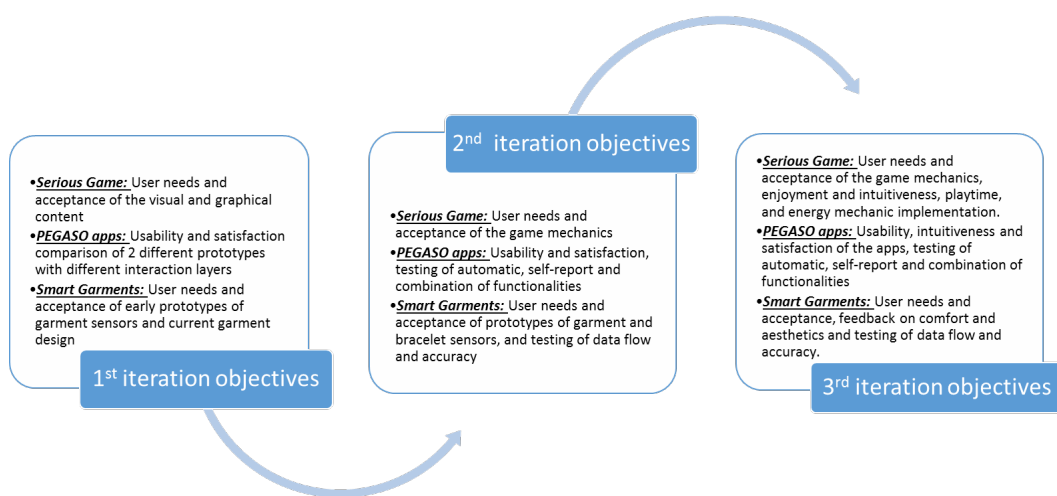 •Serious Game: User needs and
acceptance of the visual and graphical
content
•PEGASO apps: Usability and satisfaction
comparison of 2 different prototypes
with different interaction layers
•Smart Garments: User needs and
acceptance of early prototypes of
garment sensors and current garment
design
1st iteration objectives
2nd iteration objectives
•Serious Game: User needs and
acceptance of the game mechanics
•PEGASO apps: Usability and satisfaction,
testing of automatic, self-report and
combination of functionalities
•Smart Garments: User needs and
acceptance of prototypes of garment and
bracelet sensors, and testing of data flow
and accuracy
•Serious Game: User needs and
acceptance of the game mechanics,
enjoyment and intuitiveness, playtime,
and energy mechanic implementation.
•PEGASO apps: Usability, intuitiveness and
satisfaction of the apps, testing of
automatic, self-report and combination of
functionalities
•Smart Garments: User needs and
acceptance, feedback on comfort and
aesthetics and testing of data flow and
accuracy.
3rd iteration objectives